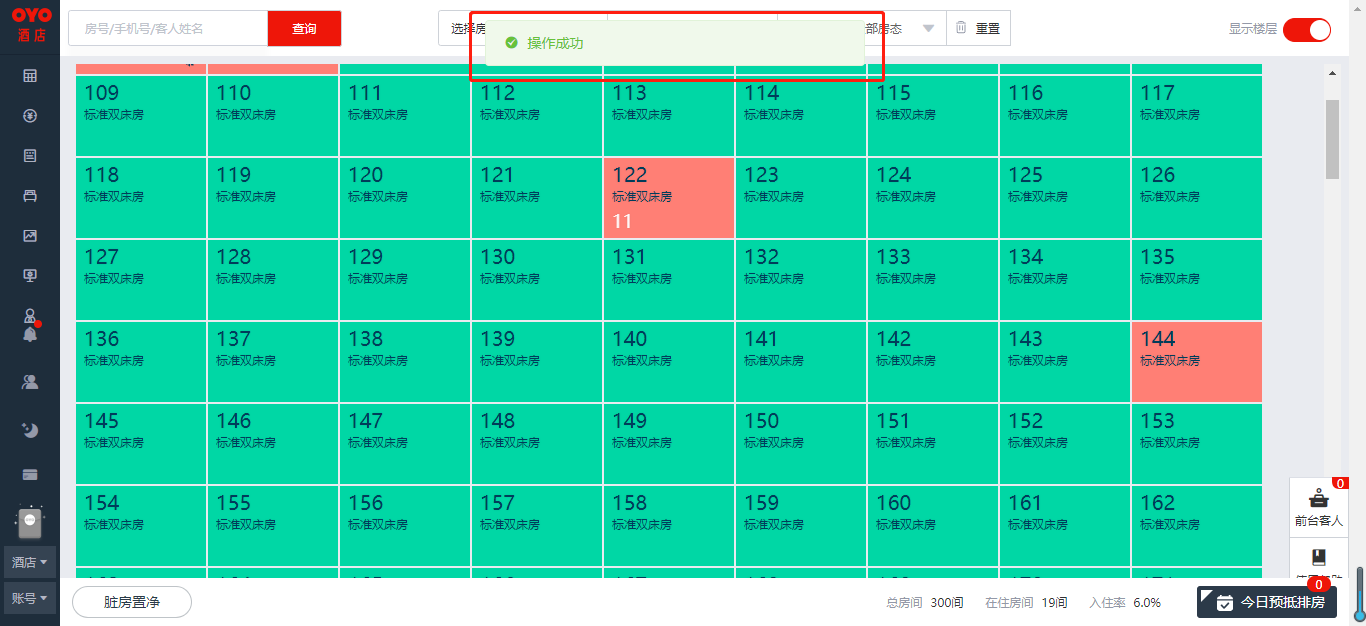 OYO
酒店
房号/手机号/客人姓名
查询
选择房
操作成功
部房态
重置
显示楼层
109 110 111 112 113 114 115 116 117
标准双床房 标准双床房 标准双床房 标准双床房 标准双床房 标准双床房 标准双床房 标准双床房 标准双床房
118 119 120 121 122 123 124 125 126
标准双床房 标准双床房 标准双床房 标准双床房 标准双床房 标准双床房 标准双床房 标准双床房 标准双床房
11
127 128 129 130 131 132 133 134 135
标准双床房 标准双床房 标准双床房 标准双床房 标准双床房 标准双床房 标准双床房 标准双床房 标准双床房
136 137 138 139 140 141 142 143 144
标准双床房 标准双床房 标准双床房 标准双床房 标准双床房 标准双床房 标准双床房 标准双床房 标准双床房
145 146 147 148 149 150 151 152 153
标准双床房 标准双床房 标准双床房 标准双床房 标准双床房 标准双床房 标准双床房 标准双床房 标准双床房
154 155 156 157 158 159 160 161 162
标准双床房 标准双床房 标准双床房 标准双床房 标准双床房 标准双床房 标准双床房 标准双床房 标准双床房
0
前台客人
酒店
账号
脏房置净
总房间 300间 在住房间 19间 入住率 6.0%
0
今日预抵排房